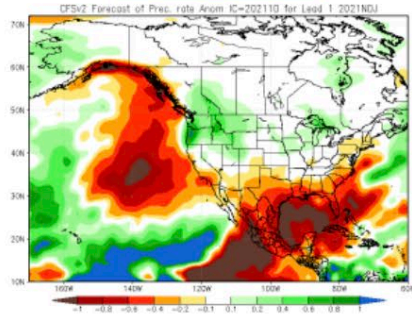 CFSv2 Forecast of Prec. rate Anom IC=202110 for Lead 1 2021NDJ
70N
60N
50N
40N
30N
20N
10N
160W 140W 120W 100W 80W 60W
-1 -0.8 -0.6 -0.4 -0.2 -0.1 0.1 0.2 0.4 0.6 0.8 1